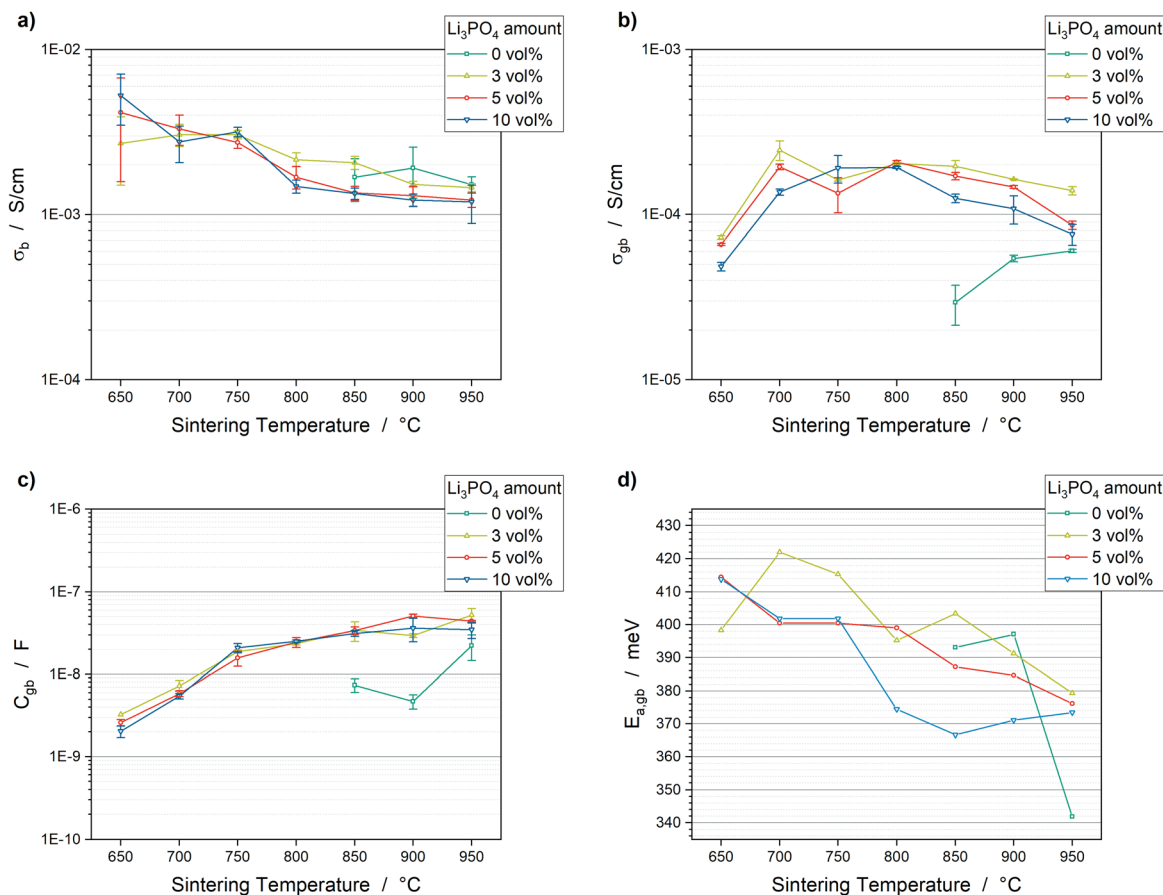 a)
Li₃PO₄ amount
0 vol%
3 vol%
5 vol%
10 vol%
1E-02
1E-03
1E-04
σb / S/cm
650 700 750 800 850 900 950
Sintering Temperature / °C
b)
Li₃PO₄ amount
0 vol%
3 vol%
5 vol%
10 vol%
1E-03
1E-04
1E-05
σgb / S/cm
650 700 750 800 850 900 950
Sintering Temperature / °C
c)
Li₃PO₄ amount
0 vol%
3 vol%
5 vol%
10 vol%
1E-6
1E-7
1E-8
1E-9
1E-10
Cgb / F
650 700 750 800 850 900 950
Sintering Temperature / °C
d)
Li₃PO₄ amount
0 vol%
3 vol%
5 vol%
10 vol%
430
420
410
400
390
380
370
360
350
340
Ea,gb / meV
650 700 750 800 850 900 950
Sintering Temperature / °C